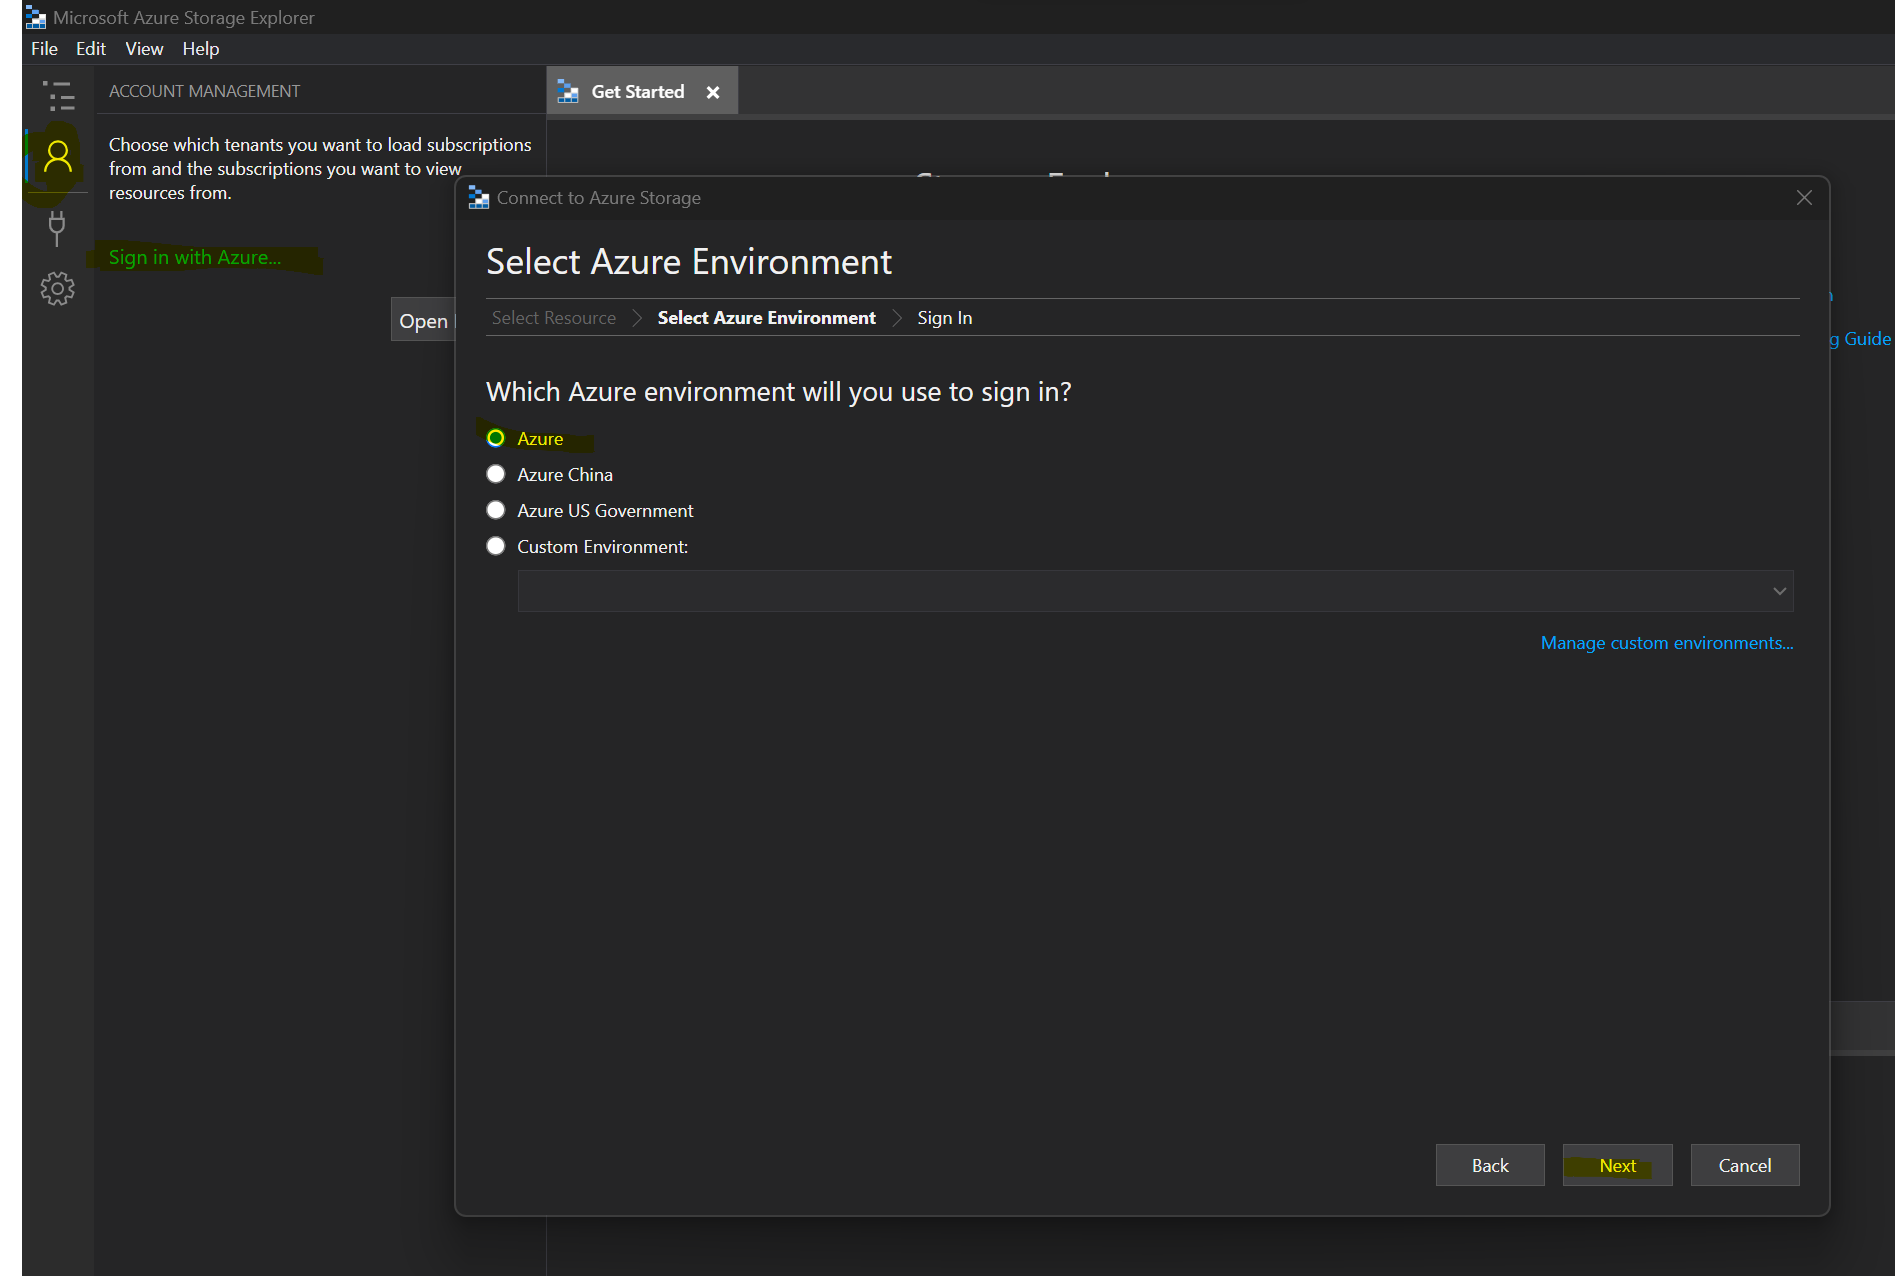 Microsoft Azure Storage Explorer
File Edit View Help
ACCOUNT MANAGEMENT
Get Started
Choose which tenants you want to load subscriptions
from and the subscriptions you want to view
resources from.
Sign in with Azure...
Open
Connect to Azure Storage
Select Azure Environment
Select Resource Select Azure Environment Sign In
g Guide
Which Azure environment will you use to sign in?
Azure
Azure China
Azure US Government
Custom Environment:
Manage custom environments...
Back Next Cancel